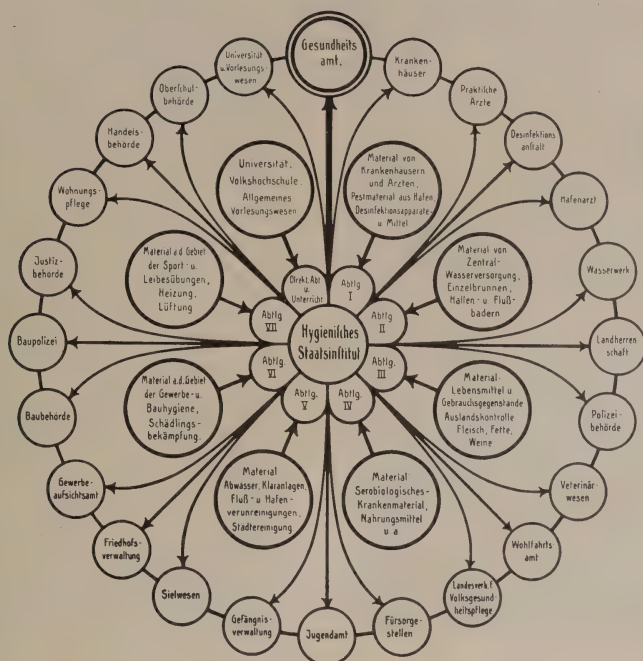 Gesundheits
amt.
Kranken-
häuser
Praktische
Ärzte
Desinfektions
anstalt
Hafenarzt
Wasserwerk
Landherren
schaft
Polizei-
behörde
Veterinär-
wesen
Wohlfahrts
amt
Landesverb. f.
Volksgesund-
heitspflege
Fürsorge-
stellen
Jugendamt
Gefängnis-
verwaltung
Sielwesen
Friedhofs-
verwaltung
Gewerbe-
aufsichtsamt
Baubehörde
Baupolizei
Justiz-
behörde
Wohnungs-
pflege
Handels-
behörde
Oberschul-
behörde
Universität
u. Vorlesungs
wesen
Universität.
Volkshochschule.
Allgemeines
Vorlesungswesen
Material von
Krankenhäusern
und Ärzten,
Pestmaterial aus Hafen,
Desinfektionsapparate-
u. Mittel
Material von
Zentral-
Wasserversorgung,
Einzelbrunnen,
Hallen- u. Fluß-
badern
Material-
Lebensmittel u
Gebrauchsgegenstande
Auslandskontrolle
Fleisch, Fette,
Weine
Material
Serobiologisches-
Krankenmaterial,
Nahrungsmittel
u a
Material
Abwasser, Kläranlagen,
Fluß- u Hafen-
verunreinigungen,
Städtereinigung
Material a.d. Gebiet
der Gewerbe- u.
Bauhygiene,
Schädlings-
bekämpfung.
Material a.d. Gebiet
der Sport- u.
Leibesübungen,
Heizung,
Lüftung
Direkt. Abt
u.
Unterricht
Abtlg
I
Abtlg
II
Abtlg.
III
Abtlg.
IV
Abtlg.
V
Abtlg.
VI
Abtlg
VII
Hygienisches
Staatsinstitut